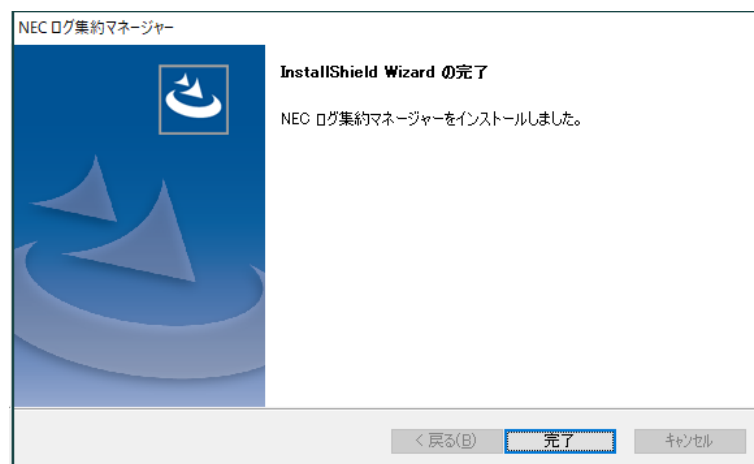 NEC ログ集約マネージャー
InstallShield Wizard の完了
NEC ログ集約マネージャーをインストールしました。
< 戻る(B)
完了
キャンセル